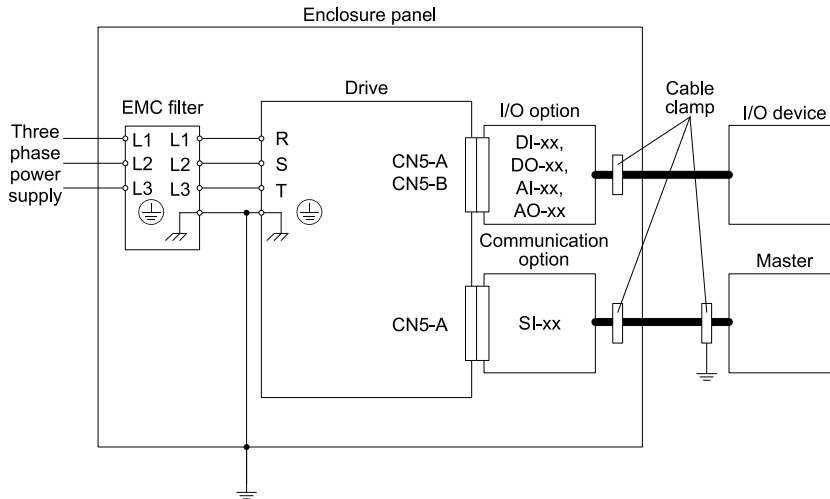 Enclosure panel
Drive
EMC filter
Three
phase
power
supply
L1 L1
L2 L2
L3 L3
R
S
T
CN5-A
CN5-B
I/O option
DI-xx,
DO-xx,
AI-xx,
AO-xx
Cable
clamp
I/O device
Communication
option
CN5-A
SI-xx
Master